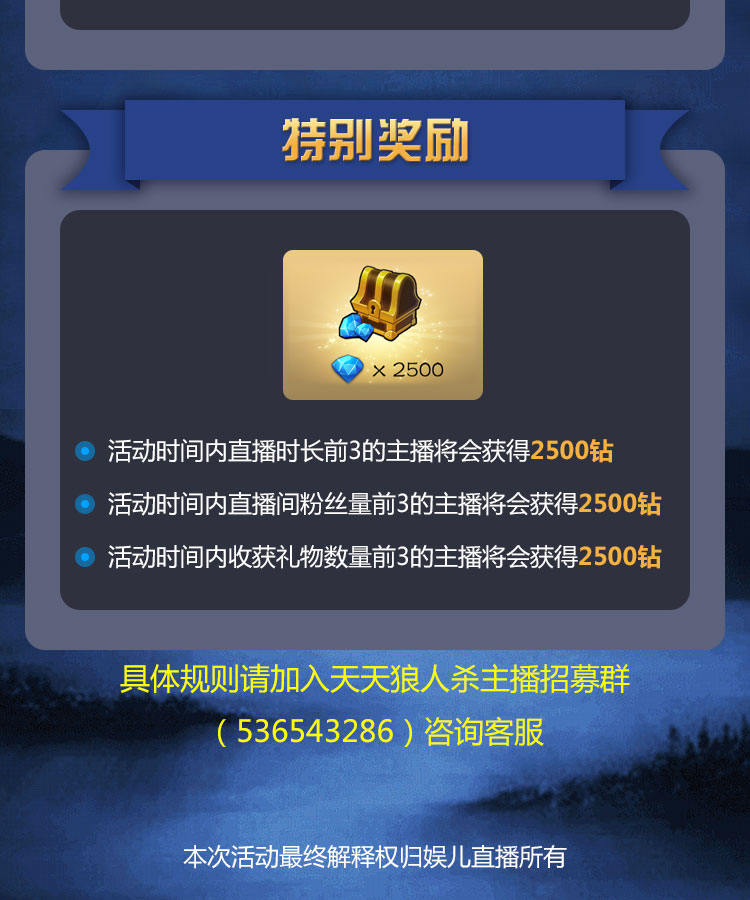 特别奖励
x 2500
活动时间内直播时长前3的主播将会获得2500钻
活动时间内直播间粉丝量前3的主播将会获得2500钻
活动时间内收获礼物数量前3的主播将会获得2500钻
具体规则请加入天天狼人杀主播招募群
（536543286）咨询客服
本次活动最终解释权归娱儿直播所有